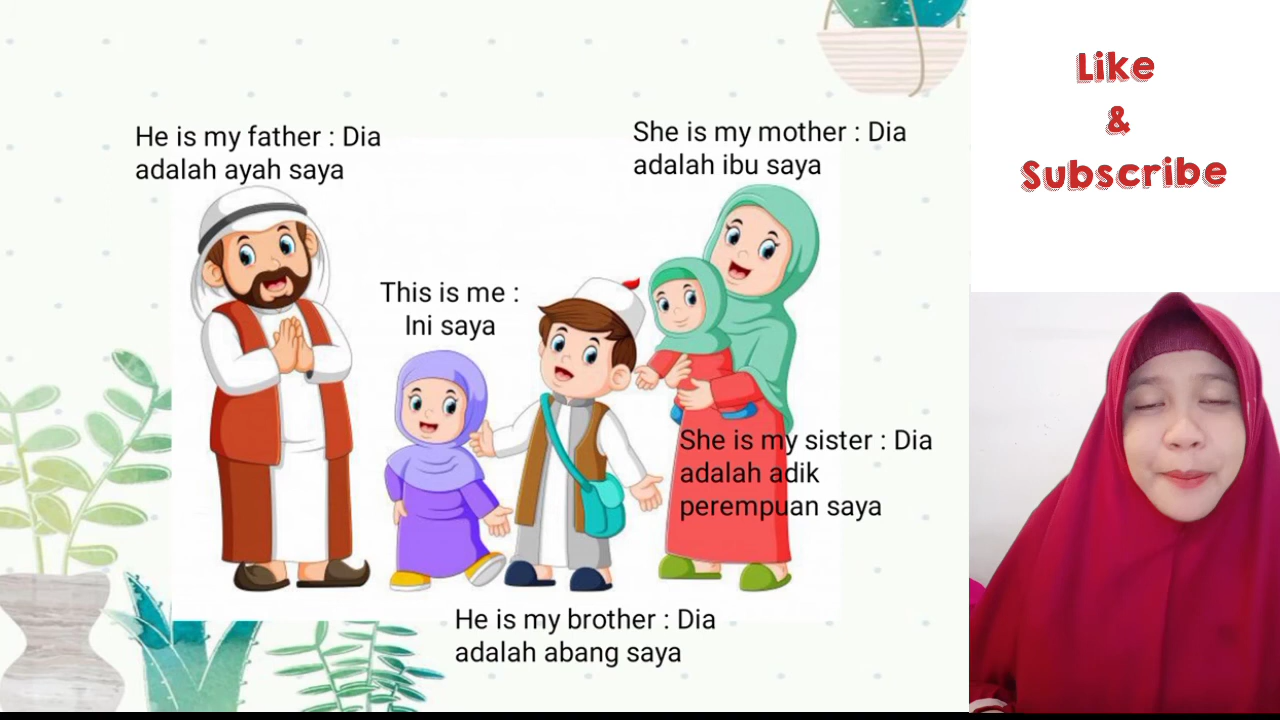 He is my father : Dia
adalah ayah saya
She is my mother : Dia
adalah ibu saya
This is me :
Ini saya
She is my sister : Dia
adalah adik
perempuan saya
He is my brother : Dia
adalah abang saya
Like
&
Subscribe